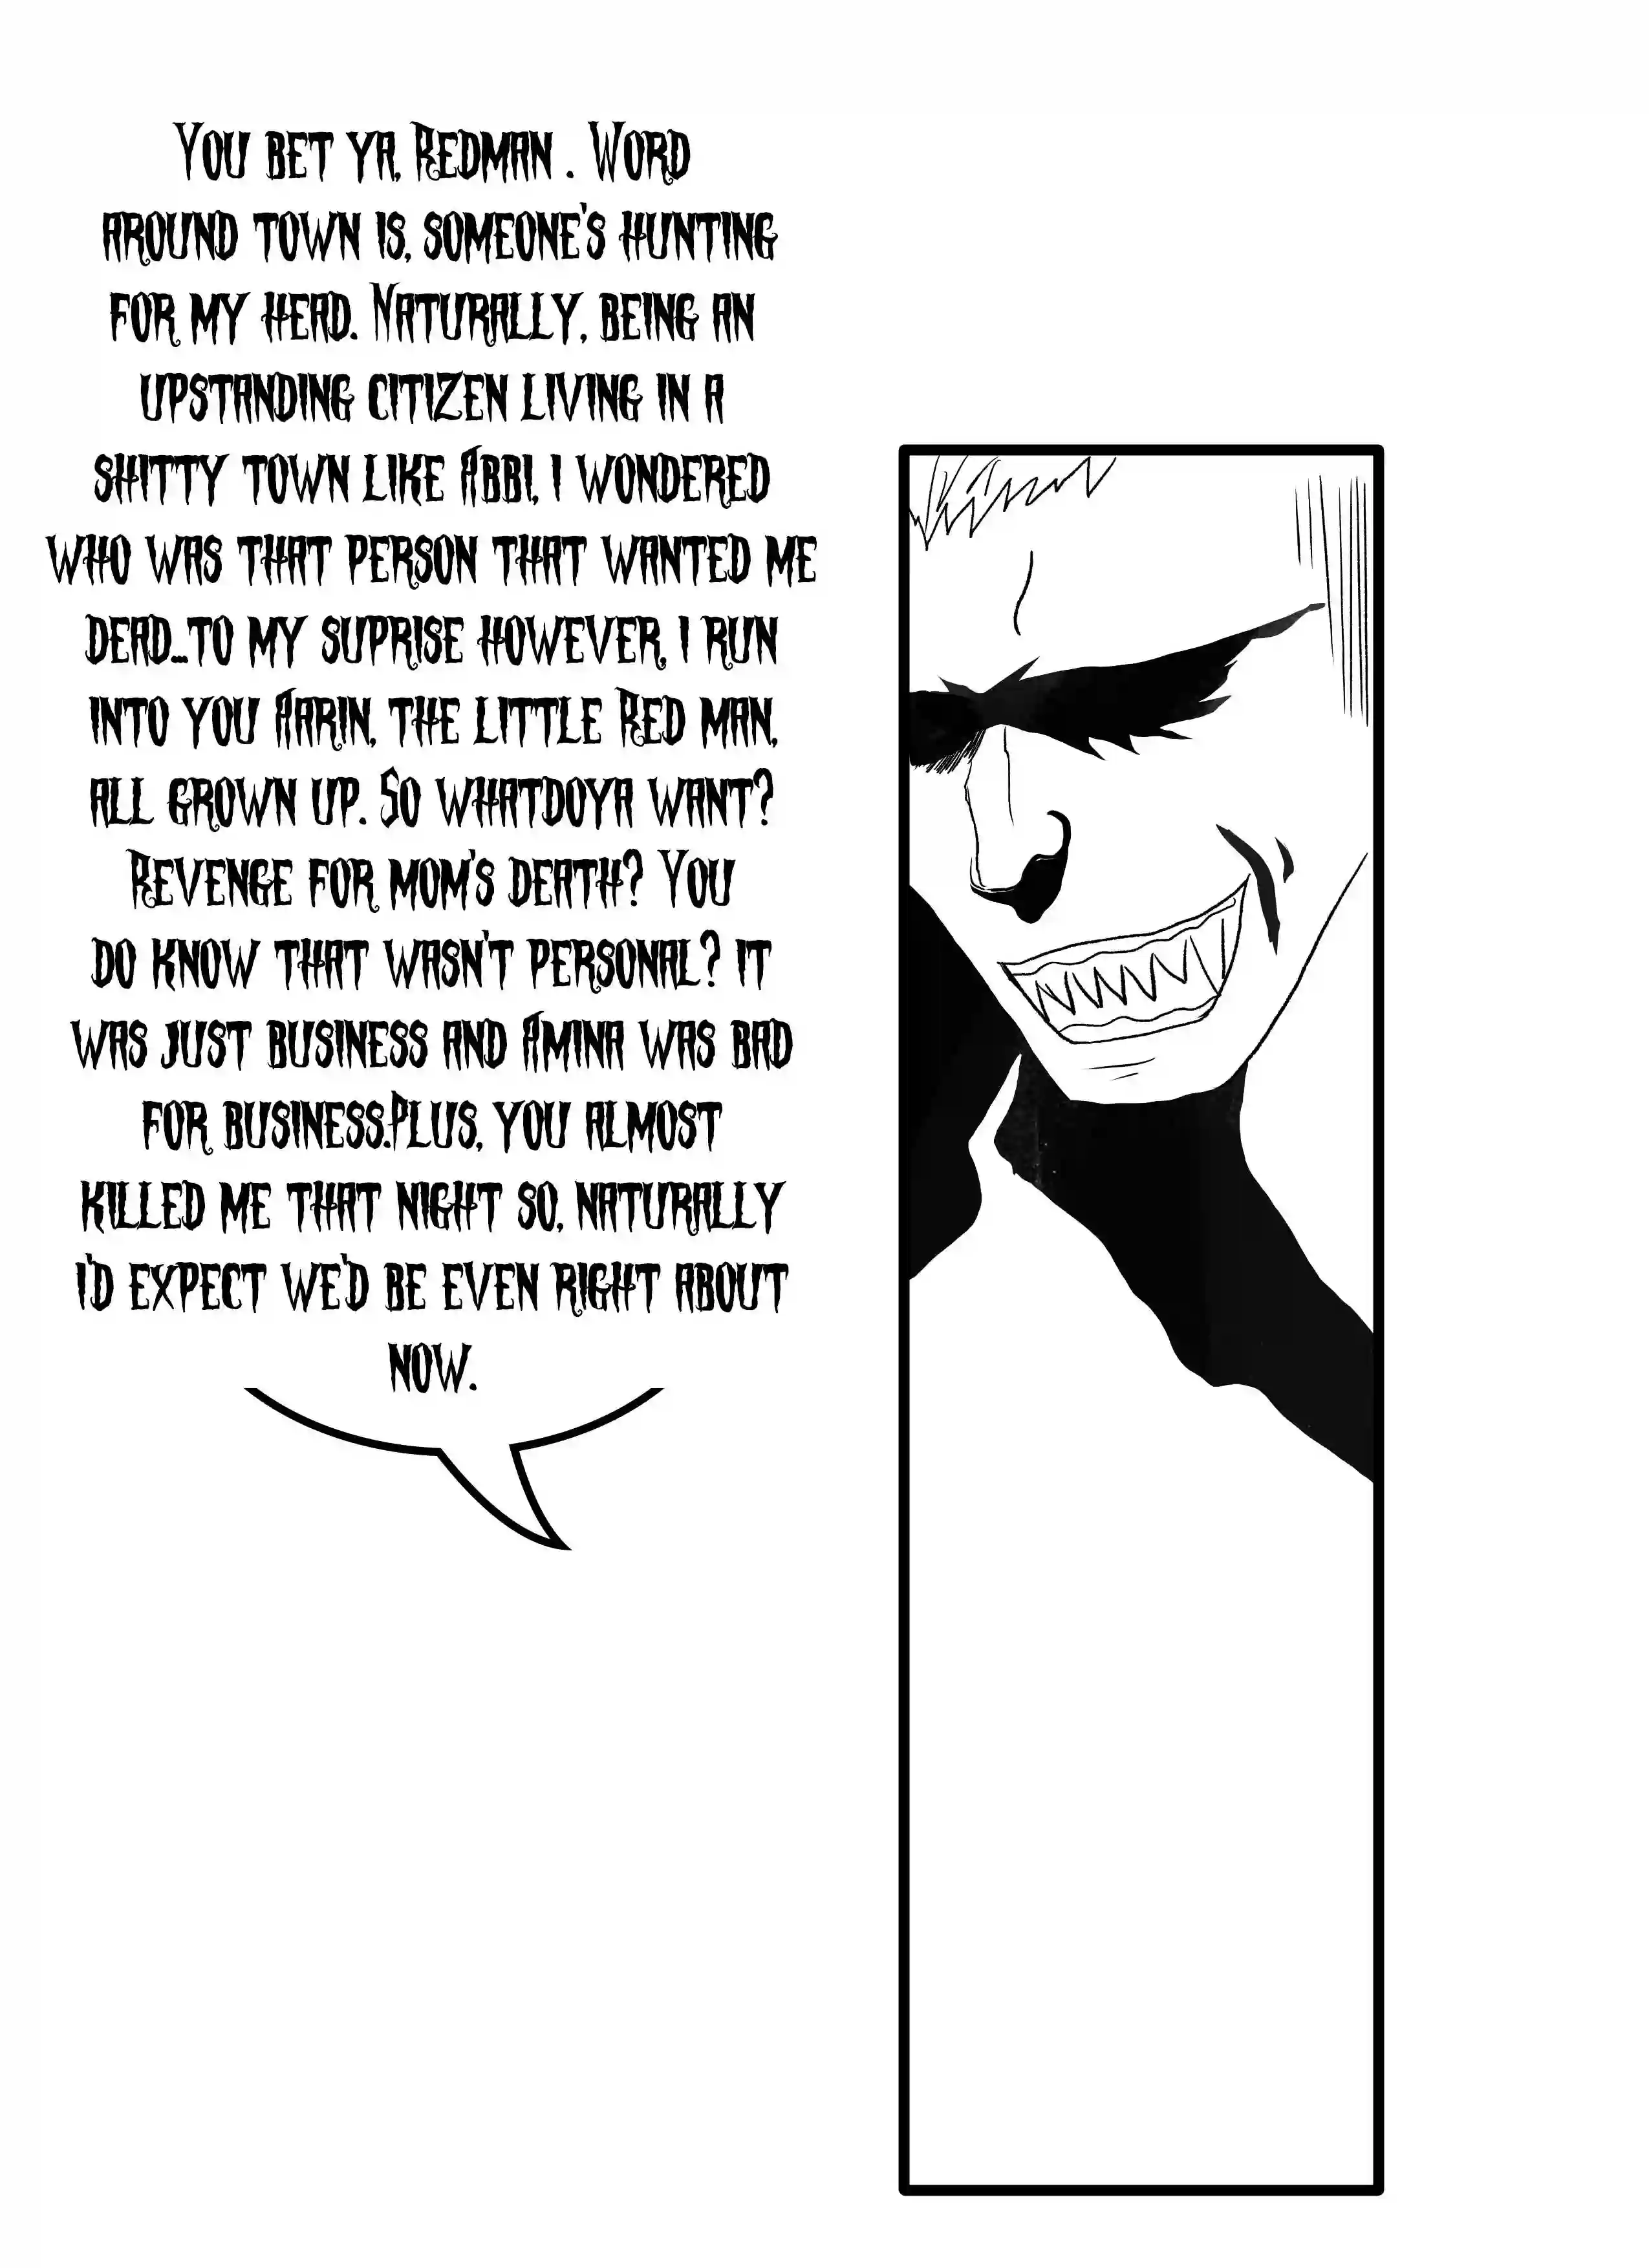 You bet ya, Redman . Word
around town is, someone's hunting
for my head. Naturally, being an
upstanding citizen living in a
shitty town like Abbi, I wondered
who was that person that wanted me
dead...to my suprise however, I run
into you Aarin, the little Red man,
all grown up. So whatdoya want?
Revenge for mom's death? You
do know that wasn't personal? it
was just business and Amina was bad
for business.Plus, you almost
killed me that night so, naturally
I'd expect we'd be even right about
now.